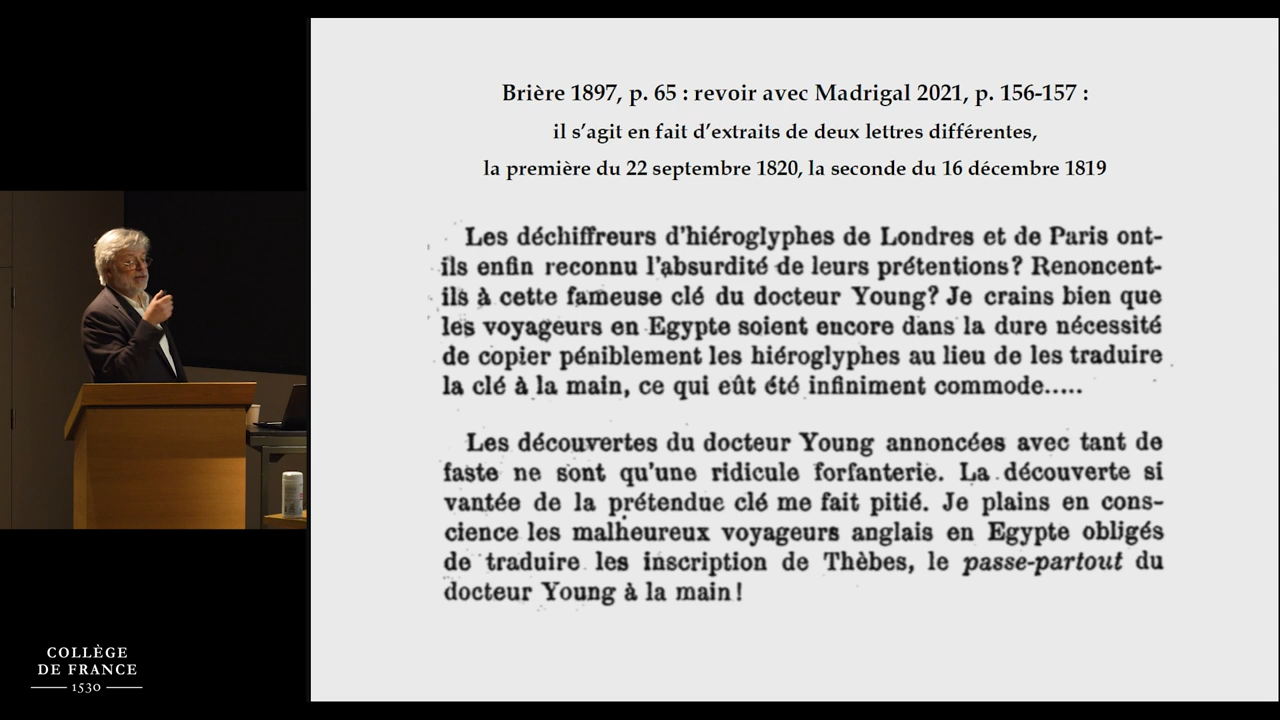 Brière 1897, p. 65 : revoir avec Madrigal 2021, p. 156-157 :
il s’agit en fait d’extraits de deux lettres différentes,
la première du 22 septembre 1820, la seconde du 16 décembre 1819
Les déchiffreurs d'hiéroglyphes de Londres et de Paris ont-
ils enfin reconnu l'absurdité de leurs prétentions? Renoncent-
ils à cette fameuse clé du docteur Young? Je crains bien que
les voyageurs en Egypte soient encore dans la dure nécessité
de copier péniblement les hiéroglyphes au lieu de les traduire
la clé à la main, ce qui eût été infiniment commode.....
Les découvertes du docteur Young annoncées avec tant de
faste ne sont qu'une ridicule forfanterie. La découverte si
vantée de la prétendue clé me fait pitié. Je plains en cons-
cience les malheureux voyageurs anglais en Egypte obligés
de traduire les inscription de Thèbes, le passe-partout du
docteur Young à la main!
COLLÈGE
DE FRANCE
1530